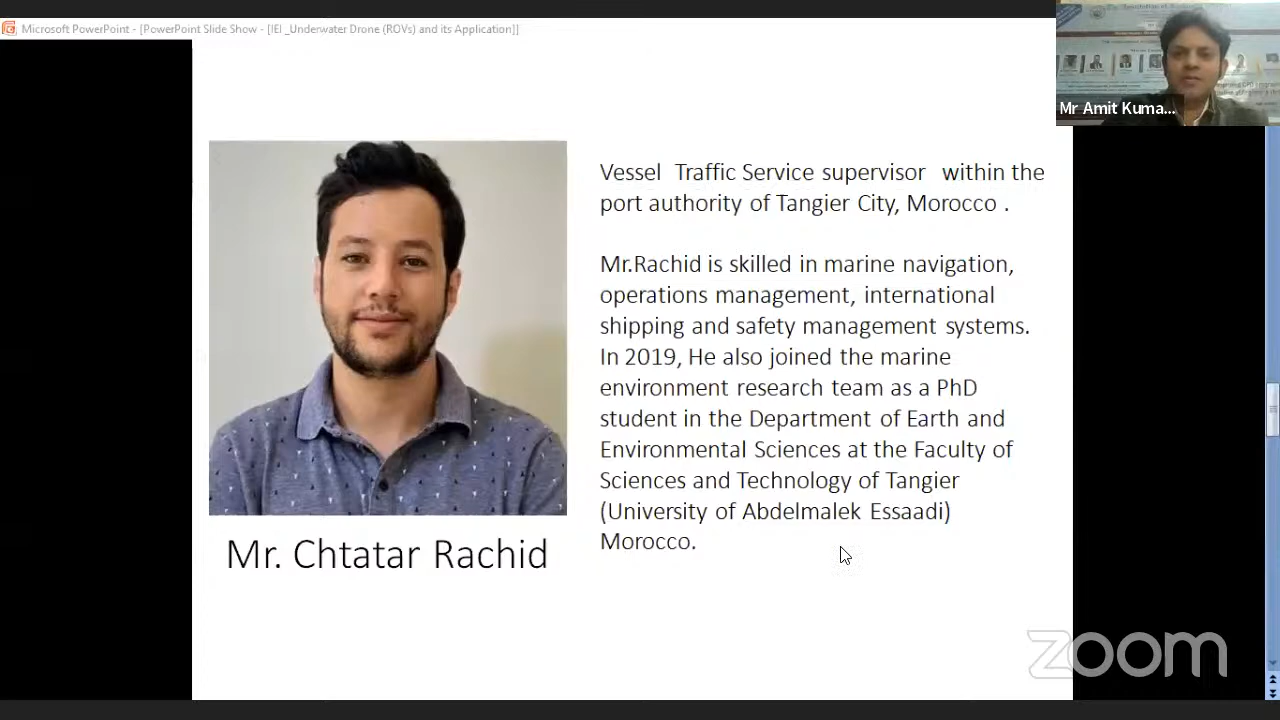 Microsoft PowerPoint - [PowerPoint Slide Show - [IEI _Underwater Drone (ROVs) and its Application]]
Mr Amit Kuma...
Vessel Traffic Service supervisor within the
port authority of Tangier City, Morocco .
Mr.Rachid is skilled in marine navigation,
operations management, international
shipping and safety management systems.
In 2019, He also joined the marine
environment research team as a PhD
student in the Department of Earth and
Environmental Sciences at the Faculty of
Sciences and Technology of Tangier
(University of Abdelmalek Essaadi)
Morocco.
Mr. Chtatar Rachid
zoom